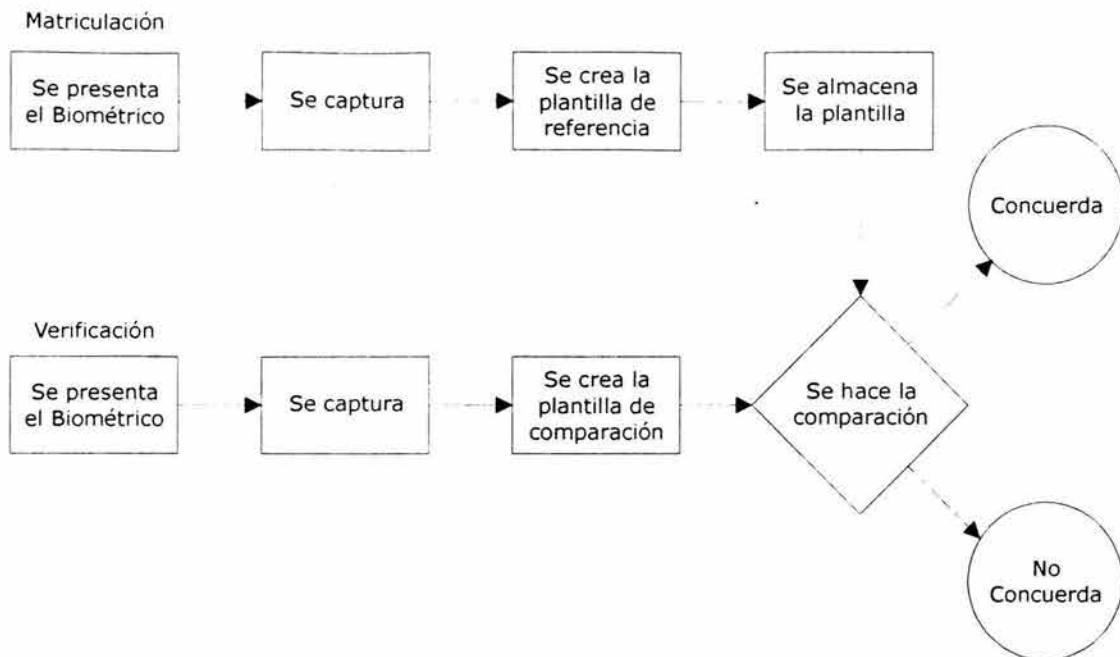 Matriculación
Se presenta
el Biométrico
Se captura
Se crea la
plantilla de
referencia
Se almacena
la plantilla
Concuerda
Verificación
Se presenta
el Biométrico
Se captura
Se crea la
plantilla de
comparación
Se hace la
comparación
No
Concuerda